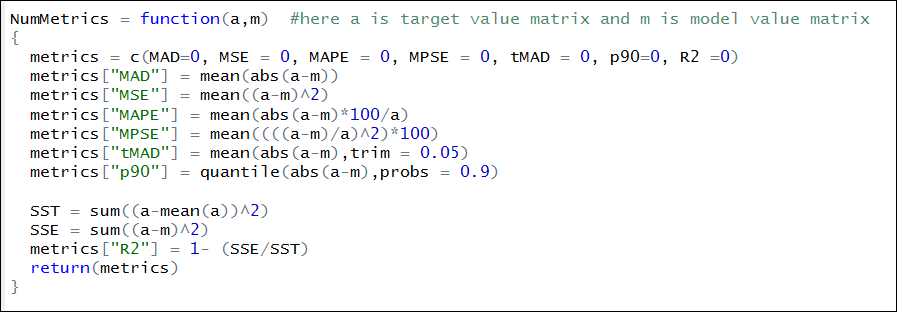 NumMetrics = function(a,m)  #here a is target value matrix and m is model value matrix
{
  metrics = c(MAD=0, MSE = 0, MAPE = 0, MPSE = 0, tMAD = 0, p90=0, R2 =0)
  metrics["MAD"] = mean(abs(a-m))
  metrics["MSE"] = mean((a-m)^2)
  metrics["MAPE"] = mean(abs(a-m)*100/a)
  metrics["MPSE"] = mean((((a-m)/a)^2)*100)
  metrics["tMAD"] = mean(abs(a-m),trim = 0.05)
  metrics["p90"] = quantile(abs(a-m),probs = 0.9)

  SST = sum((a-mean(a))^2)
  SSE = sum((a-m)^2)
  metrics["R2"] = 1- (SSE/SST)
  return(metrics)
}